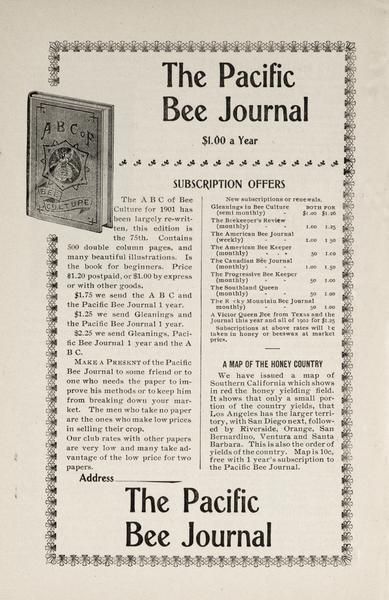 The Pacific
Bee Journal
$1.00 a Year
A B C OF
BEE
CULTURE
SUBSCRIPTION OFFERS
The A B C of Bee
Culture for 1901 has
been largely re-writ-
ten, this edition is
the 75th. Contains
500 double column pages, and
many beautiful illustrations. Is
the book for beginners. Price
$1.20 postpaid, or $1.00 by express
or with other goods.
$1.75 we send the A B C and
the Pacific Bee Journal 1 year.
$1.25 we send Gleanings and
the Pacific Bee Journal 1 year.
$2.25 we send Gleanings, Paci-
fic Bee Journal 1 year and the A
B C.
MAKE A PRESENT of the Pacific
Bee Journal to some friend or to
one who needs the paper to im-
prove his methods or to keep him
from breaking down your mar-
ket. The men who take no paper
are the ones who make low prices
in selling their crop.
Our club rates with other papers
are very low and many take ad-
vantage of the low price for two
papers.
Address
New subscriptions or renewals.
Gleanings in Bee Culture BOTH FOR
(semi monthly) - $1.00 $1.26
The Beekeeper's Review
(monthly) - 1.00 1.25
The American Bee Journal
(weekly) - 1.00 1 50
The American Bee Keeper
(monthly) - - - 50 1.00
The Canadian Bee Journal
(monthly) - 1.00 1.50
The Progressive Bee Keeper
(monthly) - 50 1.00
The Southland Queen
(monthly) - 50 1.00
The Rocky Mountain Bee Journal
monthly) - 50 1.00
A Victor Queen Bee from Texas and the
Journal this year and all of 1902 for $1.25
Subscriptions at above rates will be
taken in honey or beeswax at market
price.
A MAP OF THE HONEY COUNTRY
We have issued a map of
Southern California which shows
in red the honey yielding field.
It shows that only a small por-
tion of the country yields, that
Los Angeles has the larger terri-
tory, with San Diego next, follow-
ed by Riverside, Orange, San
Bernardino, Ventura and Santa
Barbara. This is also the order of
yields of the country. Map is 10c,
free with 1 year's subscription to
the Pacific Bee Journal.
The Pacific
Bee Journal